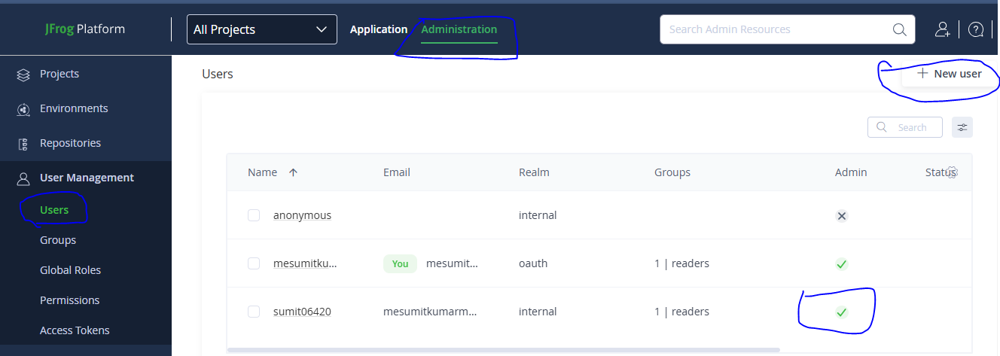 JFrog Platform
All Projects
Application
Administration
Search Admin Resources
Projects
Environments
Repositories
User Management
Users
Groups
Global Roles
Permissions
Access Tokens
Users
New user
Search
Name Email Realm Groups Admin Status
anonymous internal
mesumitku... You mesumit... oauth 1 | readers
sumit06420 mesumitkumarm... internal 1 | readers